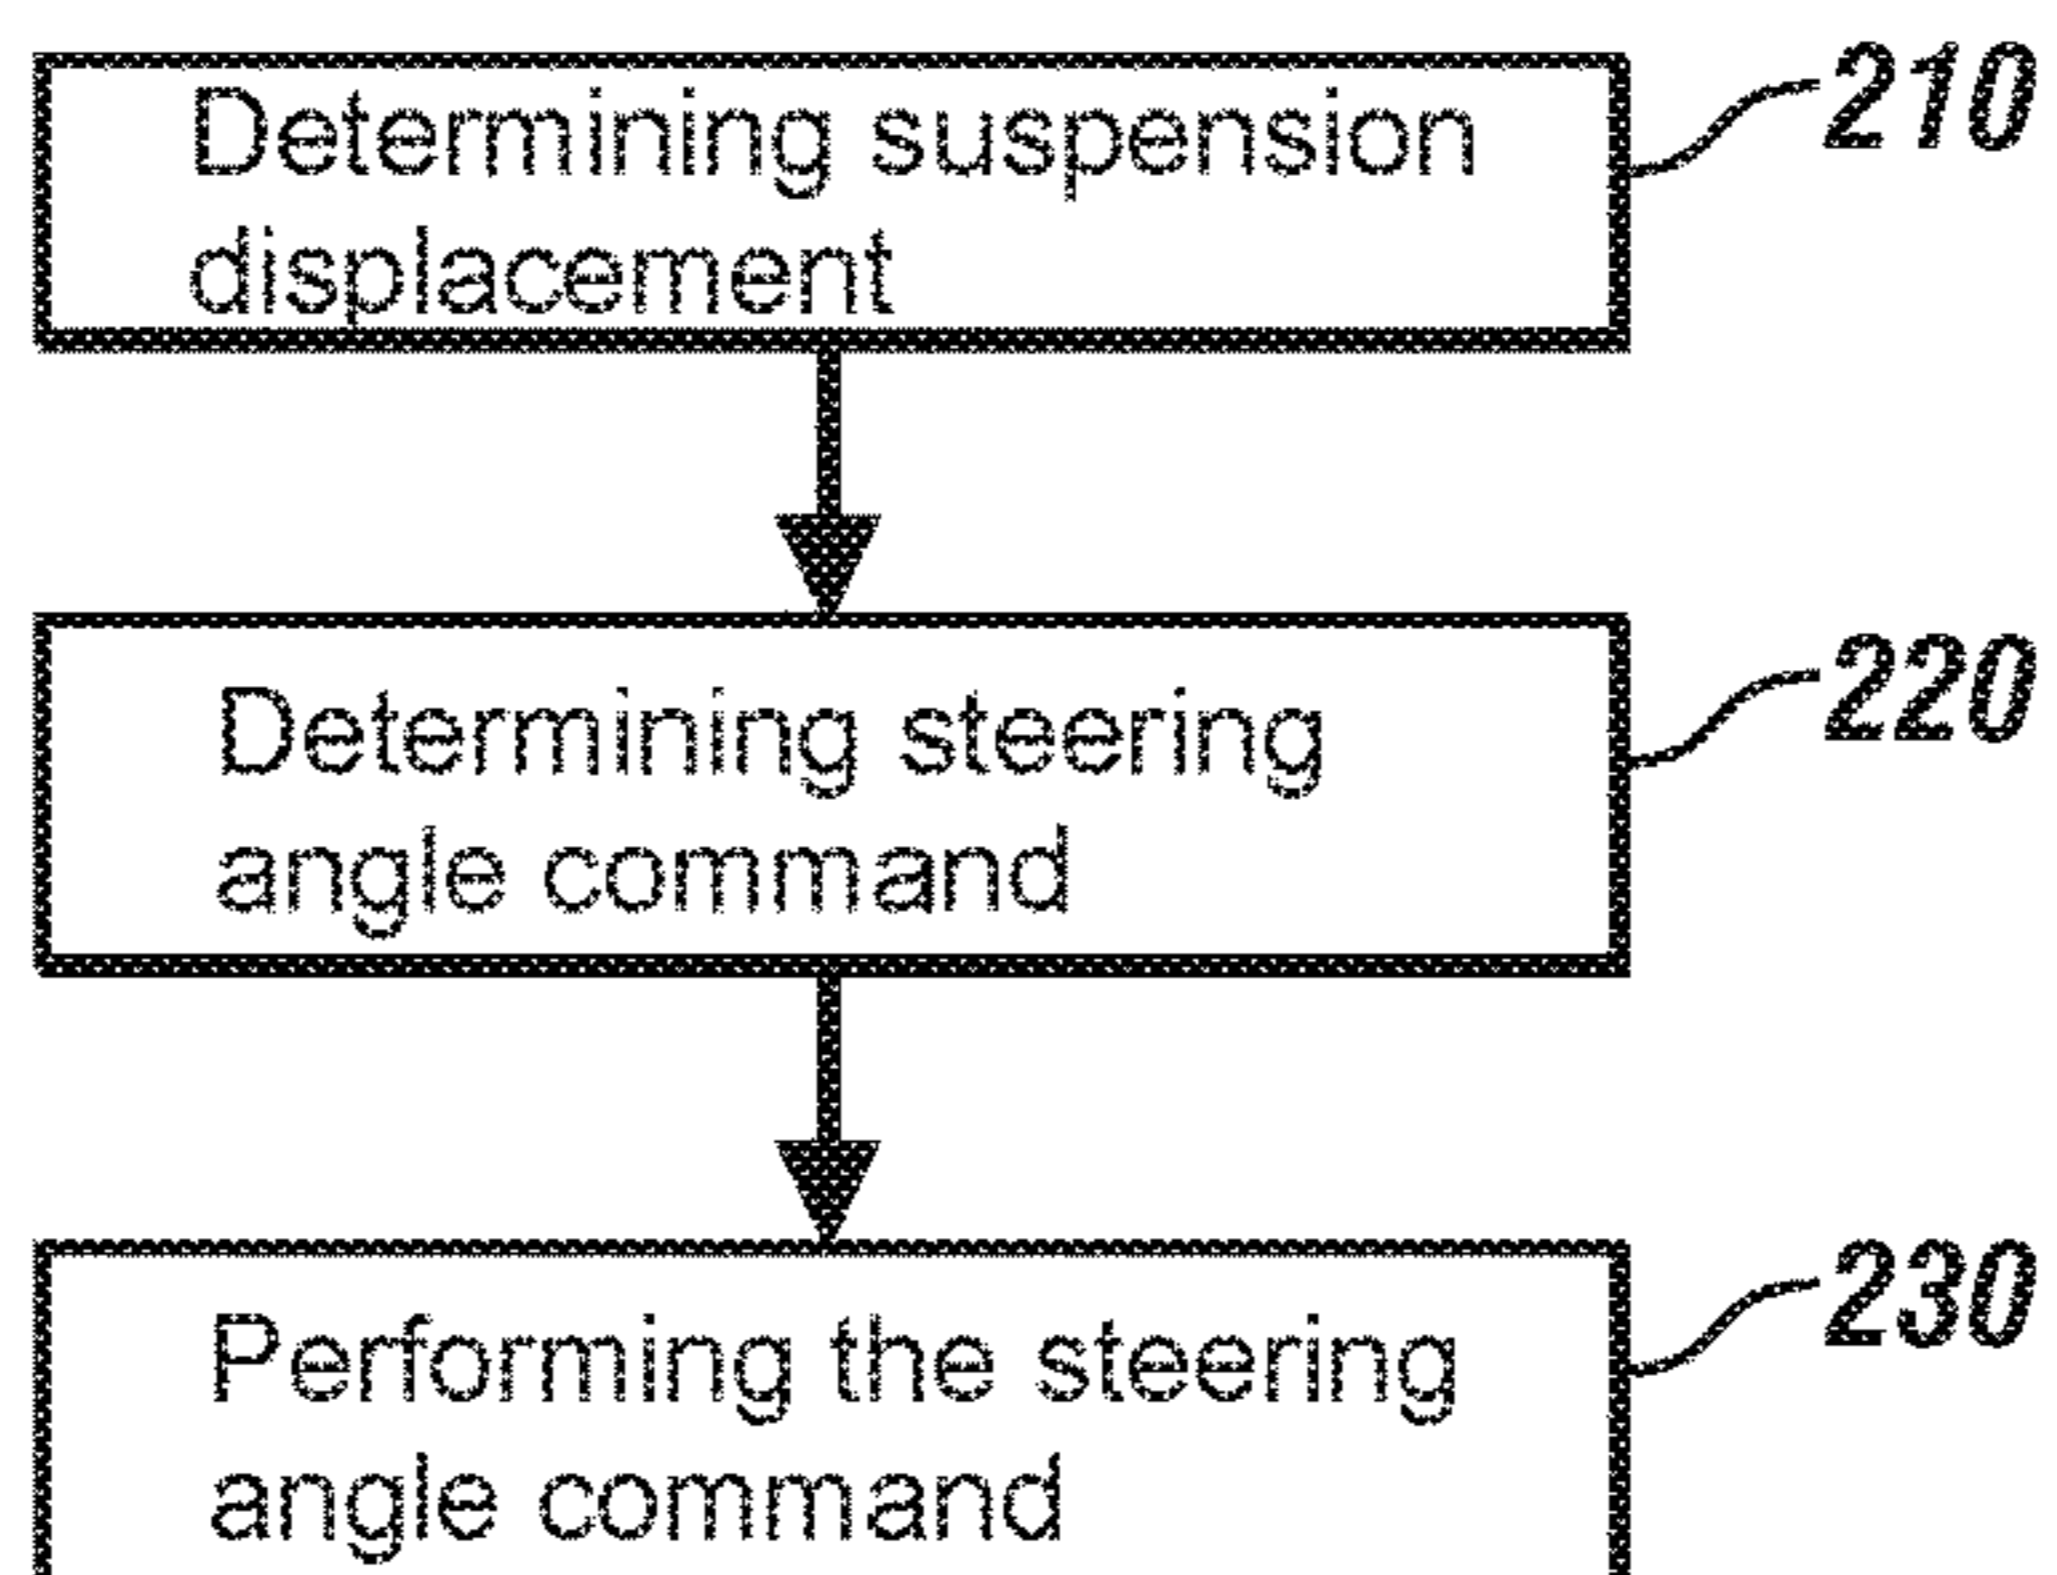 Determining suspension 210
displacement
Determining steering 220
angle command
Performing the steering 230
angle command